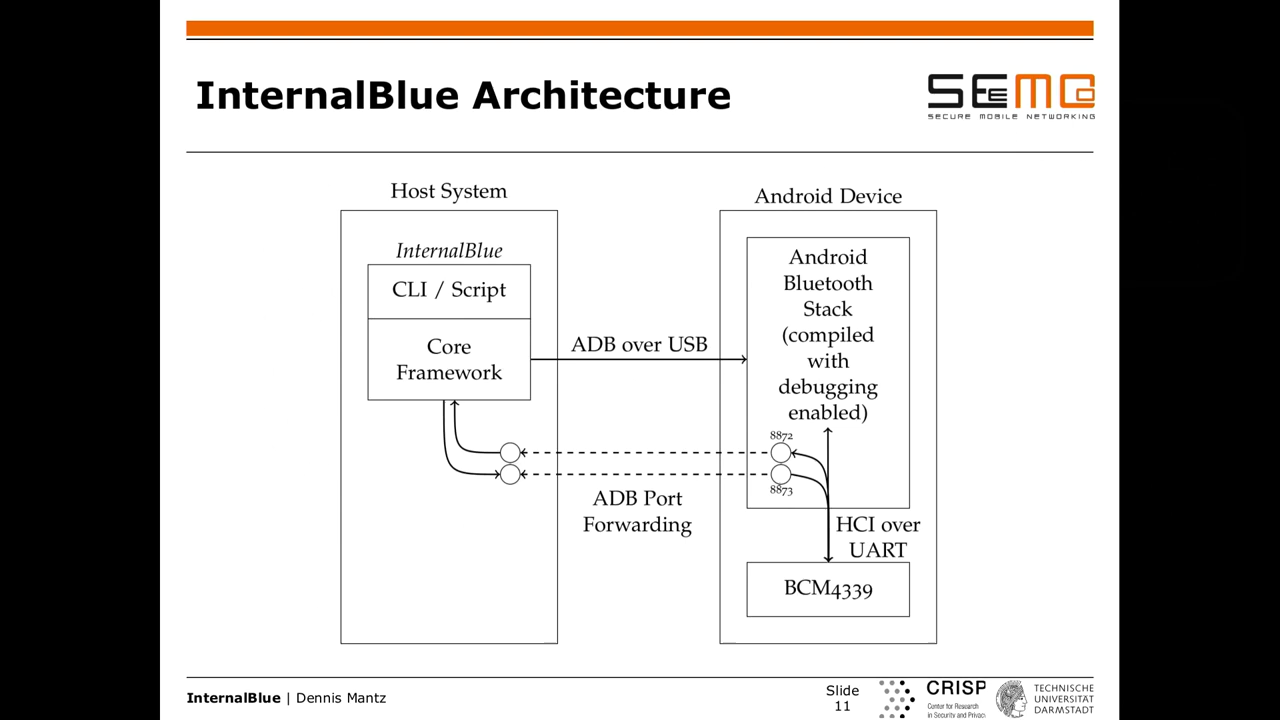 InternalBlue Architecture
SEEMOO
SECURE MOBILE NETWORKING
Host System
Android Device
InternalBlue
CLI / Script
Core
Framework
ADB over USB
Android
Bluetooth
Stack
(compiled
with
debugging
enabled)
8872
8873
ADB Port
Forwarding
HCI over
UART
BCM4339
InternalBlue | Dennis Mantz
Slide
11
CRISP
Center for Research
in Security and Privac
TECHNISCHE
UNIVERSITÄT
DARMSTADT